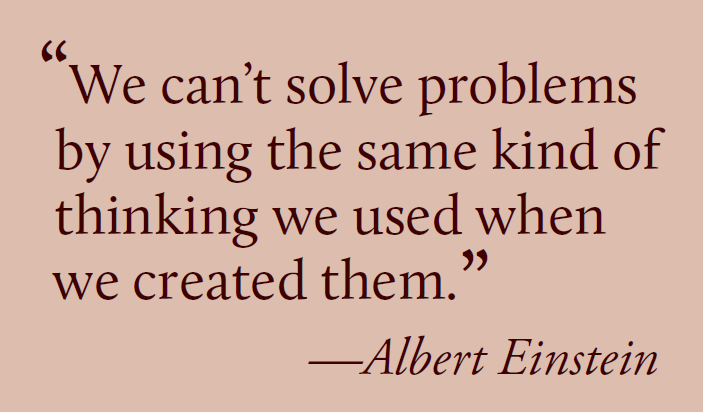 “We can’t solve problems
by using the same kind of
thinking we used when
we created them.”
—Albert Einstein